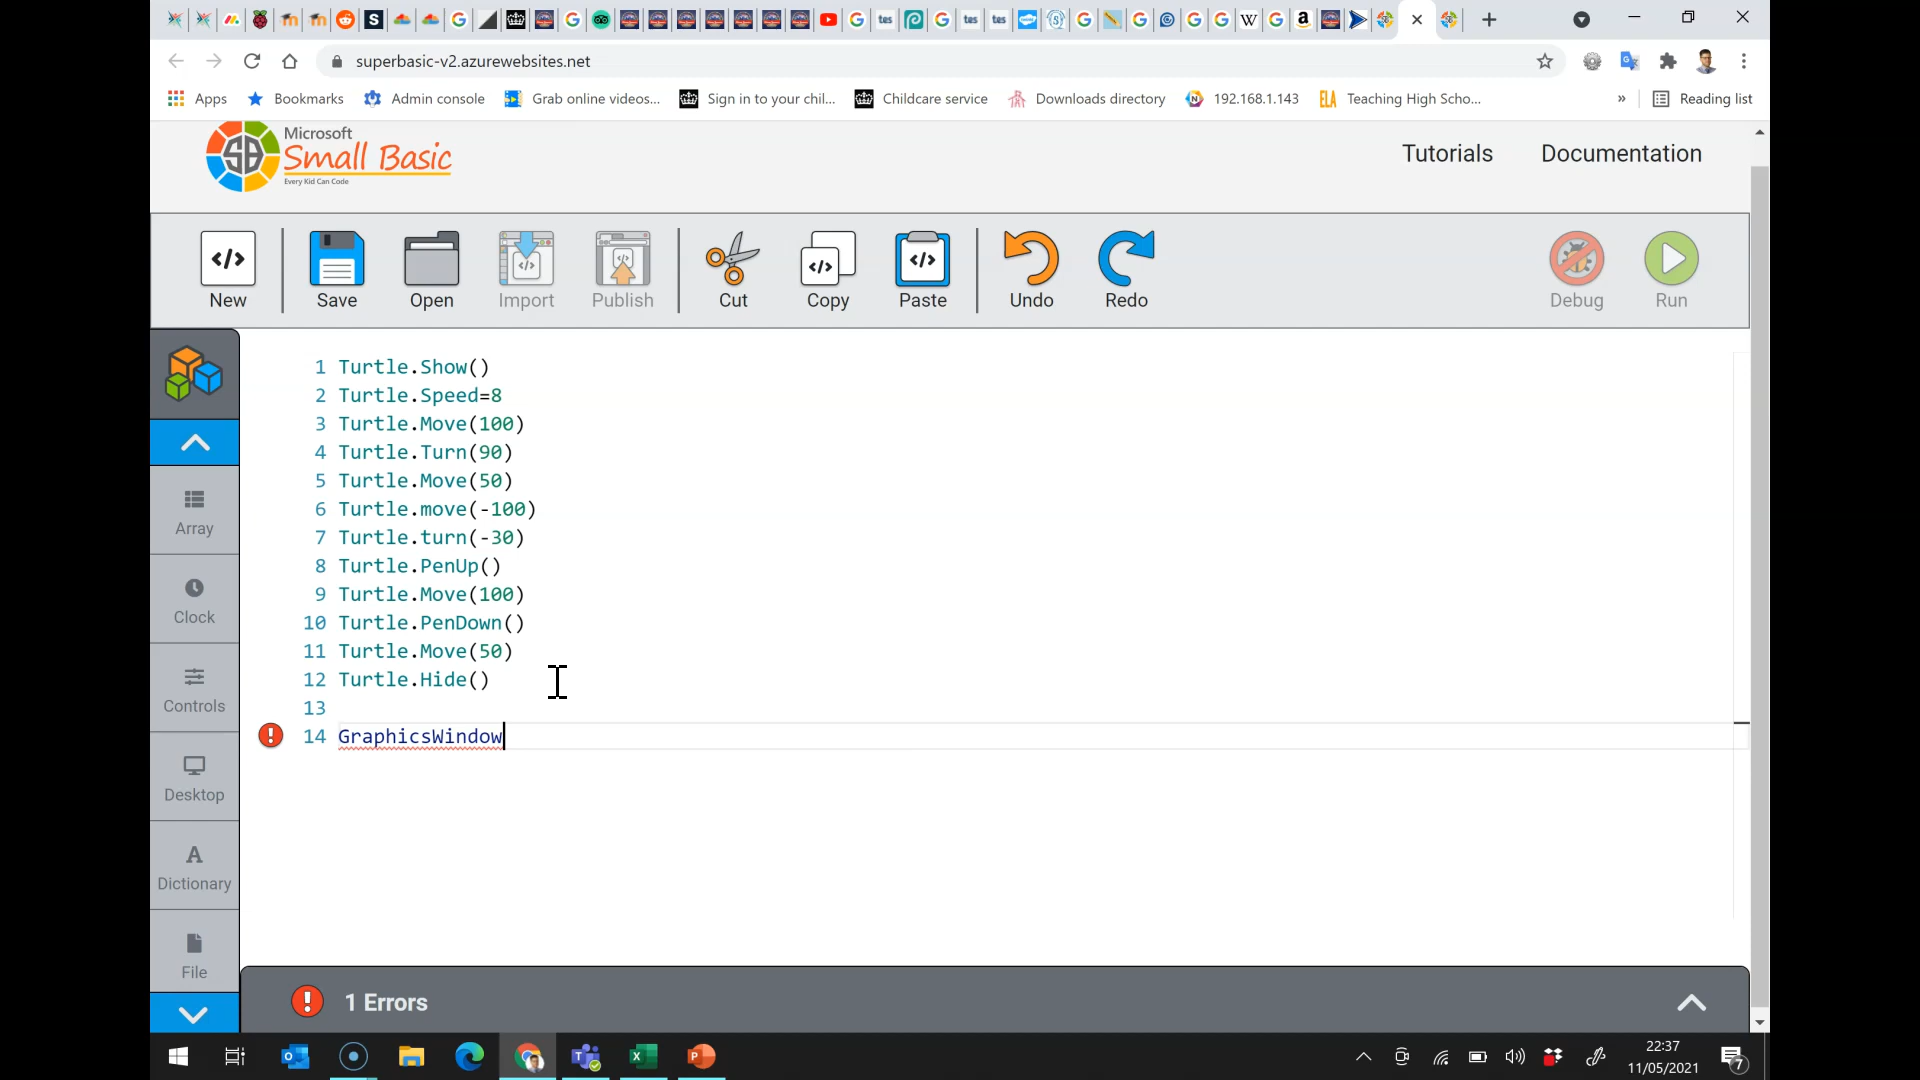 superbasic-v2.azurewebsites.net
Apps Bookmarks Admin console Grab online videos... Sign in to your chil... Childcare service Downloads directory 192.168.1.143 Teaching High Scho... » Reading list
Microsoft
Small Basic
Every Kid Can Code
Tutorials Documentation
New Save Open Import Publish Cut Copy Paste Undo Redo Debug Run
1 Turtle.Show()
2 Turtle.Speed=8
3 Turtle.Move(100)
4 Turtle.Turn(90)
5 Turtle.Move(50)
6 Turtle.move(-100)
7 Turtle.turn(-30)
8 Turtle.PenUp()
9 Turtle.Move(100)
10 Turtle.PenDown()
11 Turtle.Move(50)
12 Turtle.Hide()
13
14 GraphicsWindow
Array
Clock
Controls
Desktop
Dictionary
File
1 Errors
22:37
11/05/2021
7